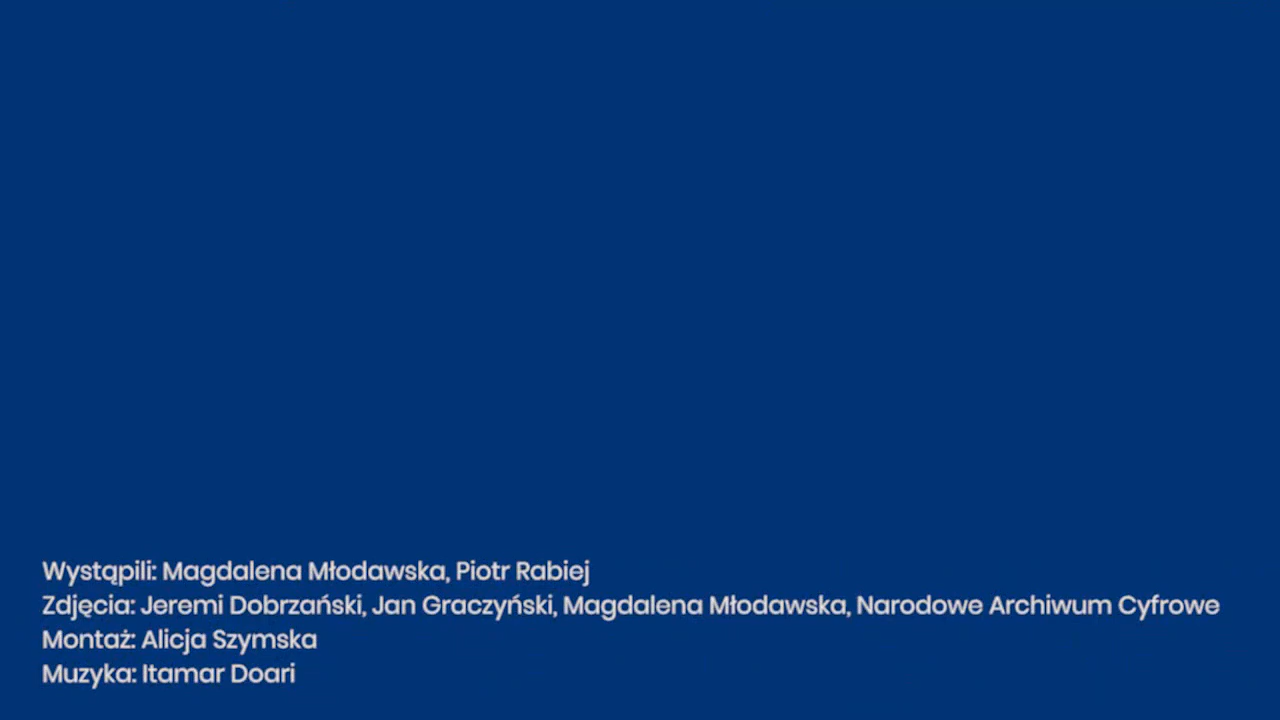 Wystąpili: Magdalena Młodawska, Piotr Rabiej
Zdjęcia: Jeremi Dobrzański, Jan Graczyński, Magdalena Młodawska, Narodowe Archiwum Cyfrowe
Montaż: Alicja Szymska
Muzyka: Itamar Doari